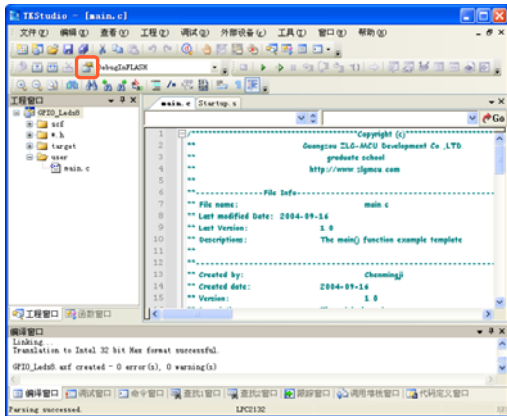 TKStudio - [main.c]
文件(F) 编辑(E) 查看(V) 工程(P) 调试(D) 外部设备(C) 工具(T) 窗口(W) 帮助(H)
DebugInFLASH
工程窗口
main.c Startup.s
GPIO_Leds8
Go
scf
*.h
target
user
main.c
1 /****Copyright (c)****
2 ** Guangzou ZLG-MCU Development Co.,LTD.
3 ** graduate school
4 ** http://www.zlgmcu.com
5 **
6 **--------------File Info--------------
7 ** File name: main.c
8 ** Last modified Date: 2004-09-16
9 ** Last Version: 1.0
10 ** Descriptions: The main() function example template
11 **
12 **--------------
13 ** Created by: Chenmingji
14 ** Created date: 2004-09-16
15 ** Version: 1.0
工程窗口 函数窗口
编译窗口
Linking...
Translation to Intal 32 bit Hex format successful.
GPIO_Leds8.axf created - 0 error(s), 0 warning(s)
编译窗口 调试窗口 命令窗口 查找1窗口 查找2窗口 跟踪窗口 调用堆栈窗口 代码定义窗口
Parsing successed. LPC2132